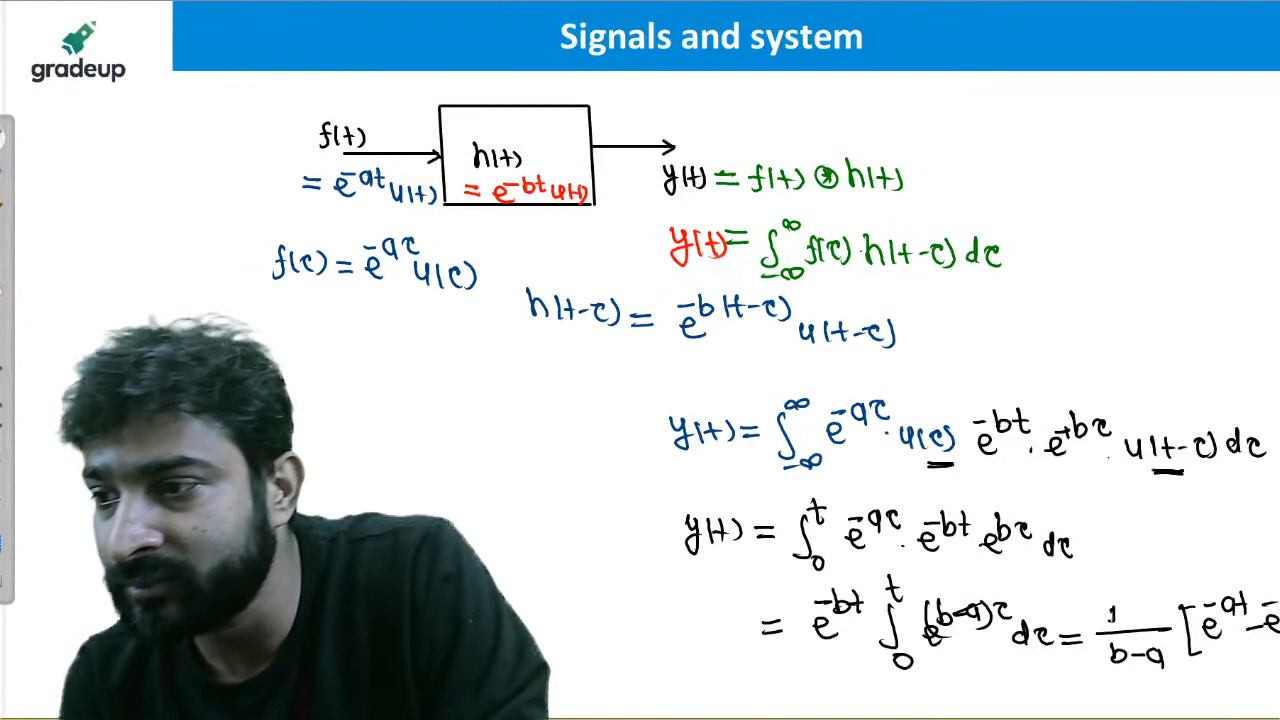 Signals and system
gradeup
f(t)
= e^-at u(t)
h(t)
= e^-bt u(t)
y(t) = f(t) ⊛ h(t)
y(t) = ∫_-∞^∞ f(τ) · h(t-τ) dτ
f(τ) = e^-aτ u(τ)
h(t-τ) = e^-b(t-τ) u(t-τ)
y(t) = ∫_-∞^∞ e^-aτ · u(τ) e^-bt · e^+bτ · u(t-τ) dτ
y(t) = ∫_0^t e^-aτ · e^-bt e^bτ dτ
= e^-bt ∫_0^t e^(b-a)τ dτ = 1/(b-a) [e^-at - e^-